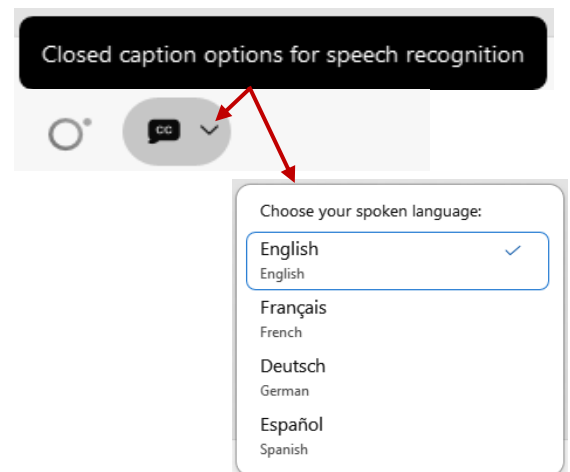 Closed caption options for speech recognition
CC
Choose your spoken language:
English
English
Français
French
Deutsch
German
Español
Spanish